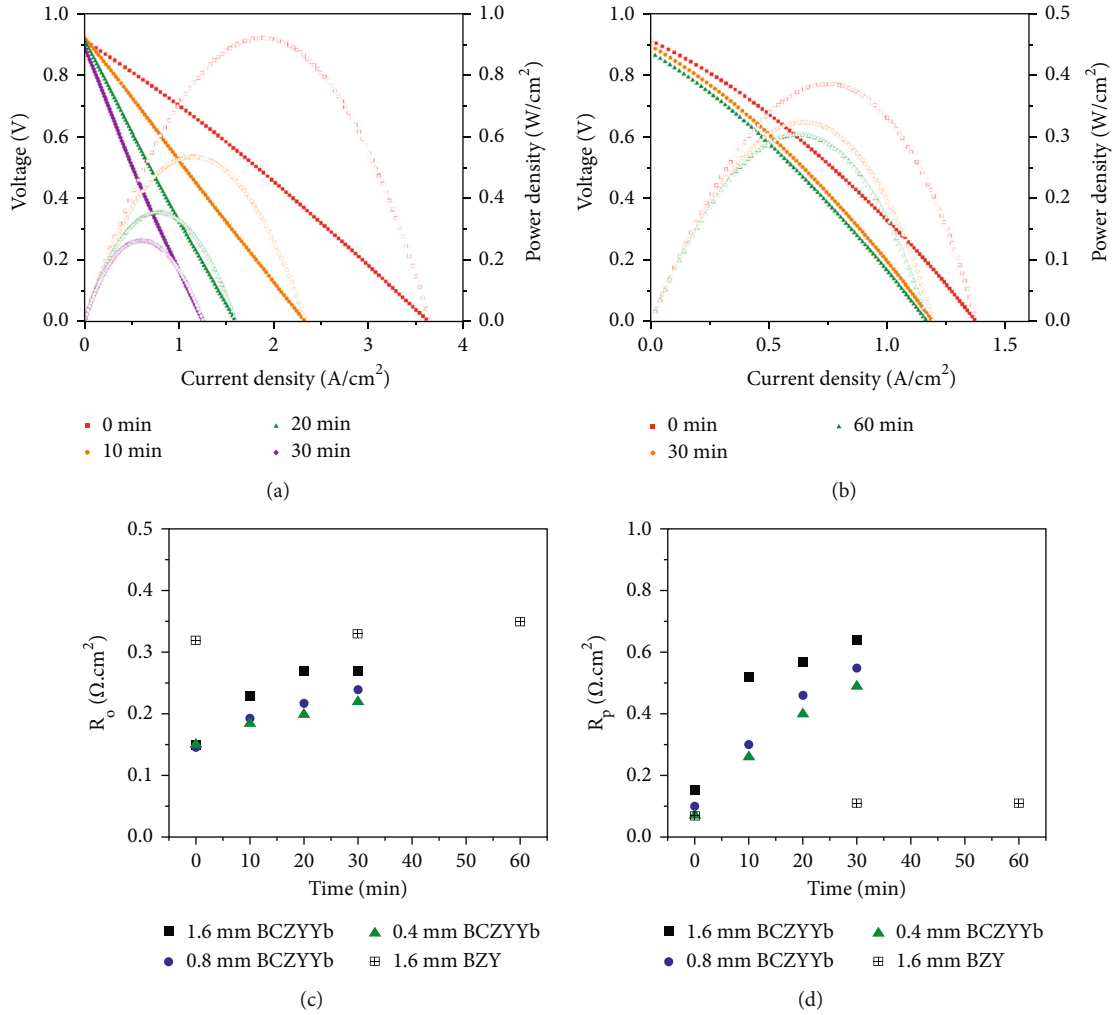 1.0
0.8
0.6
0.4
0.2
0.0
Voltage (V)
0
1
2
3
4
Current density (A/cm²)
1.0
0.8
0.6
0.4
0.2
0.0
Power density (W/cm²)
0 min
10 min
20 min
30 min
(a)
1.0
0.8
0.6
0.4
0.2
0.0
Voltage (V)
0.0
0.5
1.0
1.5
Current density (A/cm²)
0.5
0.4
0.3
0.2
0.1
0.0
Power density (W/cm²)
0 min
30 min
60 min
(b)
0.5
0.4
0.3
0.2
0.1
0.0
Rₒ (Ω.cm²)
0
10
20
30
40
50
60
Time (min)
1.6 mm BCZYYb
0.8 mm BCZYYb
0.4 mm BCZYYb
1.6 mm BZY
(c)
1.0
0.8
0.6
0.4
0.2
0.0
Rₚ (Ω.cm²)
0
10
20
30
40
50
60
Time (min)
1.6 mm BCZYYb
0.8 mm BCZYYb
0.4 mm BCZYYb
1.6 mm BZY
(d)